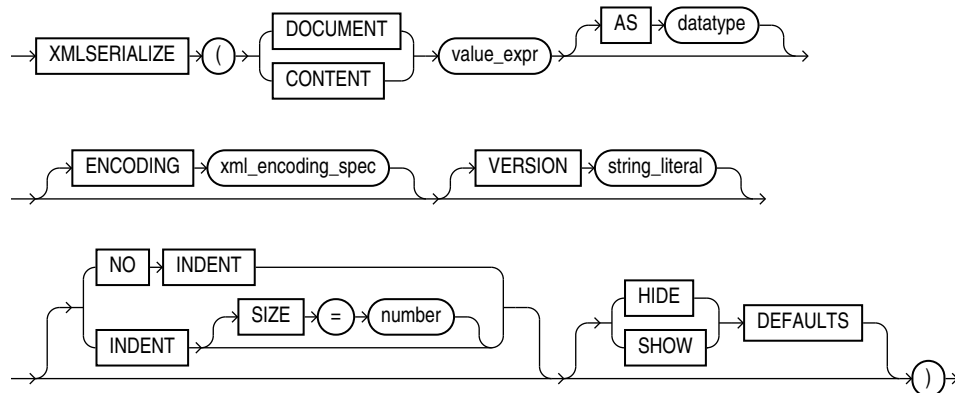 XMLSERIALIZE ( DOCUMENT CONTENT value_expr AS datatype
ENCODING xml_encoding_spec VERSION string_literal
NO INDENT INDENT SIZE = number HIDE SHOW DEFAULTS )